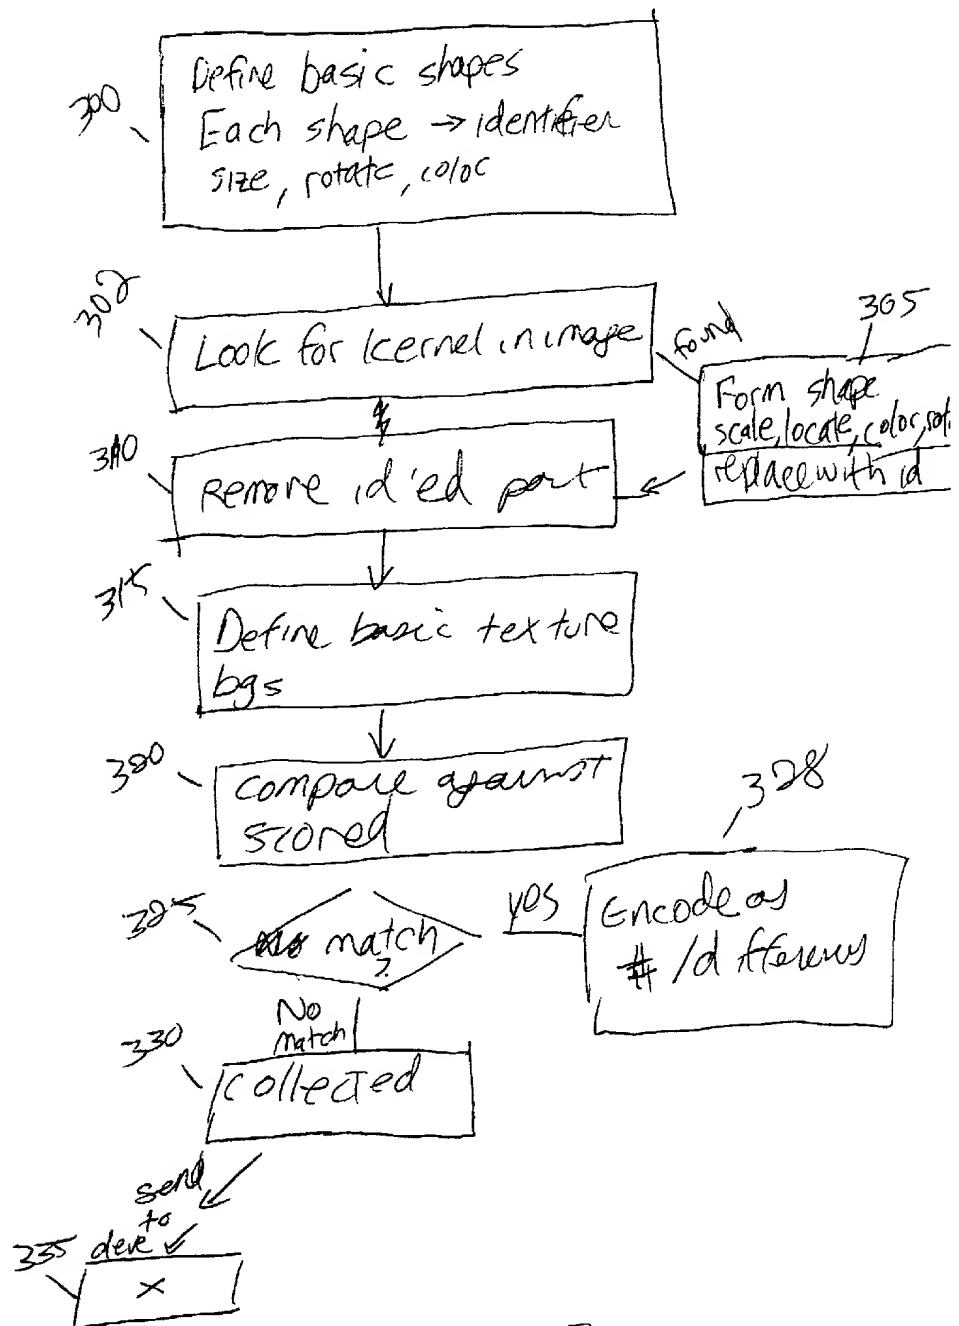 300
Define basic shapes
Each shape → identifier
size, rotate, color
302
Look for kernel in image
found
305
Form shape
scale, locate, color, rot.
replace with id
310
Remove id'ed part
315
Define basic texture
bgs
320
compare against
stored
325
match
?
yes
328
Encode as
# / differences
No
match
330
collected
send
to
335
x